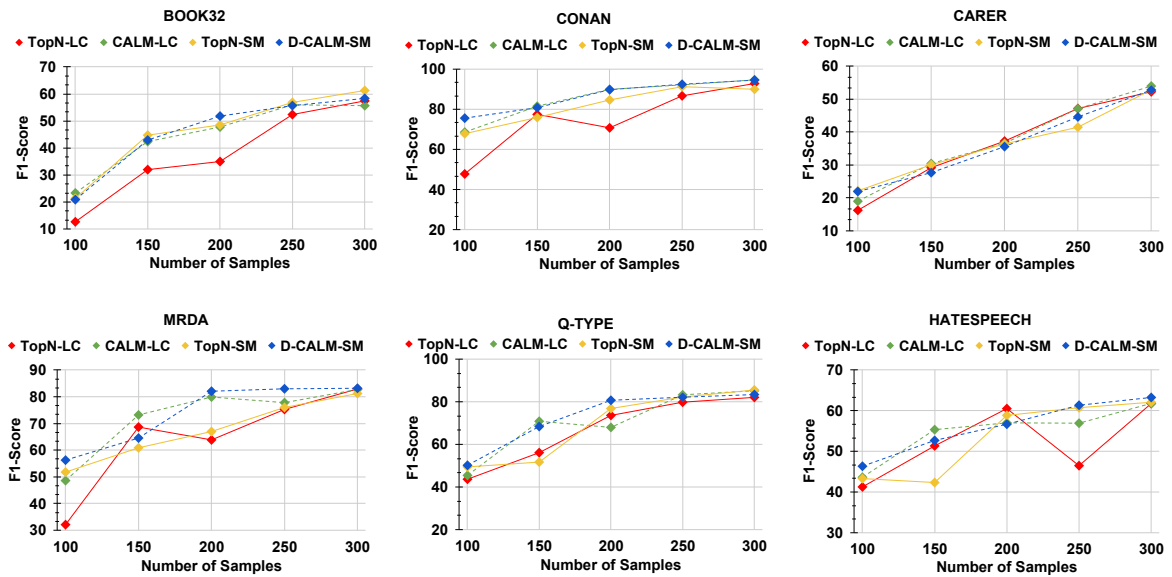 BOOK32
TopN-LC CALM-LC TopN-SM D-CALM-SM
70
60
50
40
30
20
10
F1-Score
100 150 200 250 300
Number of Samples
CONAN
TopN-LC CALM-LC TopN-SM D-CALM-SM
100
80
60
40
20
F1-Score
100 150 200 250 300
Number of Samples
CARER
TopN-LC CALM-LC TopN-SM D-CALM-SM
60
50
40
30
20
10
F1-Score
100 150 200 250 300
Number of Samples
MRDA
TopN-LC CALM-LC TopN-SM D-CALM-SM
90
80
70
60
50
40
30
F1-Score
100 150 200 250 300
Number of Samples
Q-TYPE
TopN-LC CALM-LC TopN-SM D-CALM-SM
100
80
60
40
20
F1-Score
100 150 200 250 300
Number of Samples
HATESPEECH
TopN-LC CALM-LC TopN-SM D-CALM-SM
70
60
50
40
30
F1-Score
100 150 200 250 300
Number of Samples